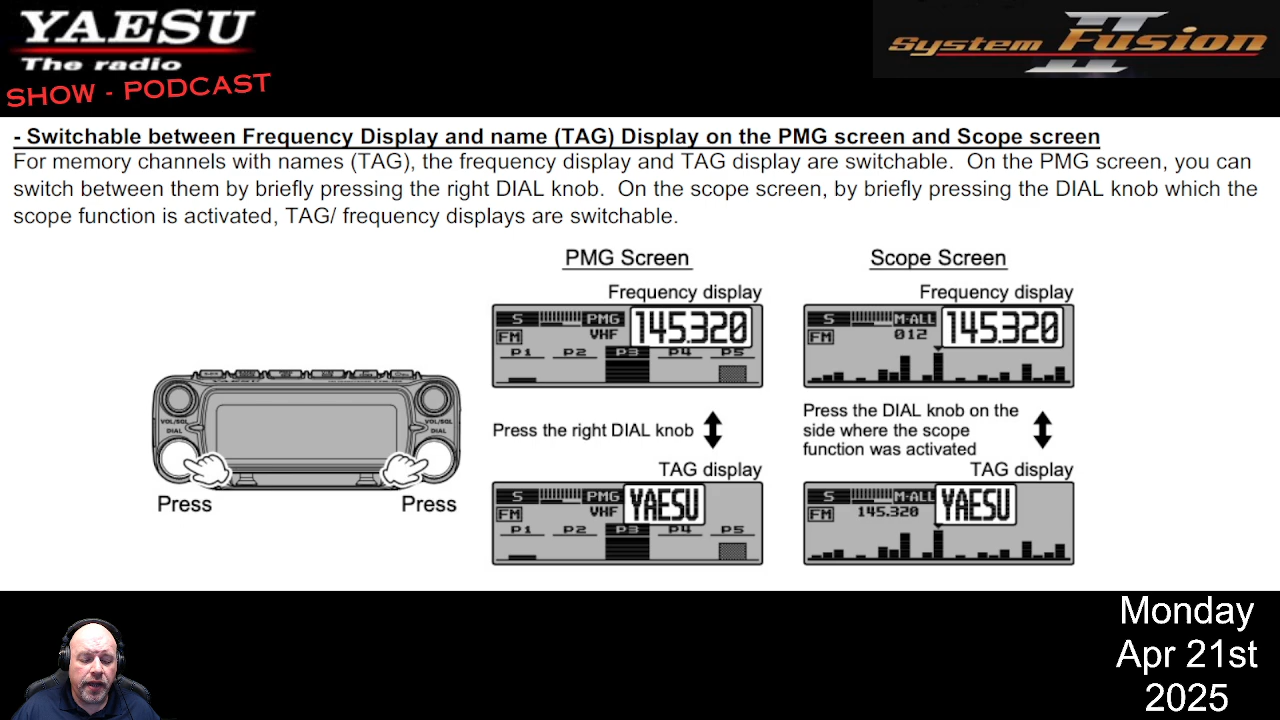 YAESU
The radio
SHOW - PODCAST
System Fusion II
- Switchable between Frequency Display and name (TAG) Display on the PMG screen and Scope screen
For memory channels with names (TAG), the frequency display and TAG display are switchable. On the PMG screen, you can
switch between them by briefly pressing the right DIAL knob. On the scope screen, by briefly pressing the DIAL knob which the
scope function is activated, TAG/ frequency displays are switchable.
PMG Screen
Frequency display
S PMG 145.320
FM VHF
P1 P2 P3 P4 P5
Press the right DIAL knob
TAG display
S PMG YAESU
FM VHF
P1 P2 P3 P4 P5
Scope Screen
Frequency display
S M-ALL 145.320
FM 012
Press the DIAL knob on the
side where the scope
function was activated
TAG display
S M-ALL YAESU
FM 145.320
YAESU
VOL/SQL VOL/SQL
DIAL DIAL
Press Press
Monday
Apr 21st
2025